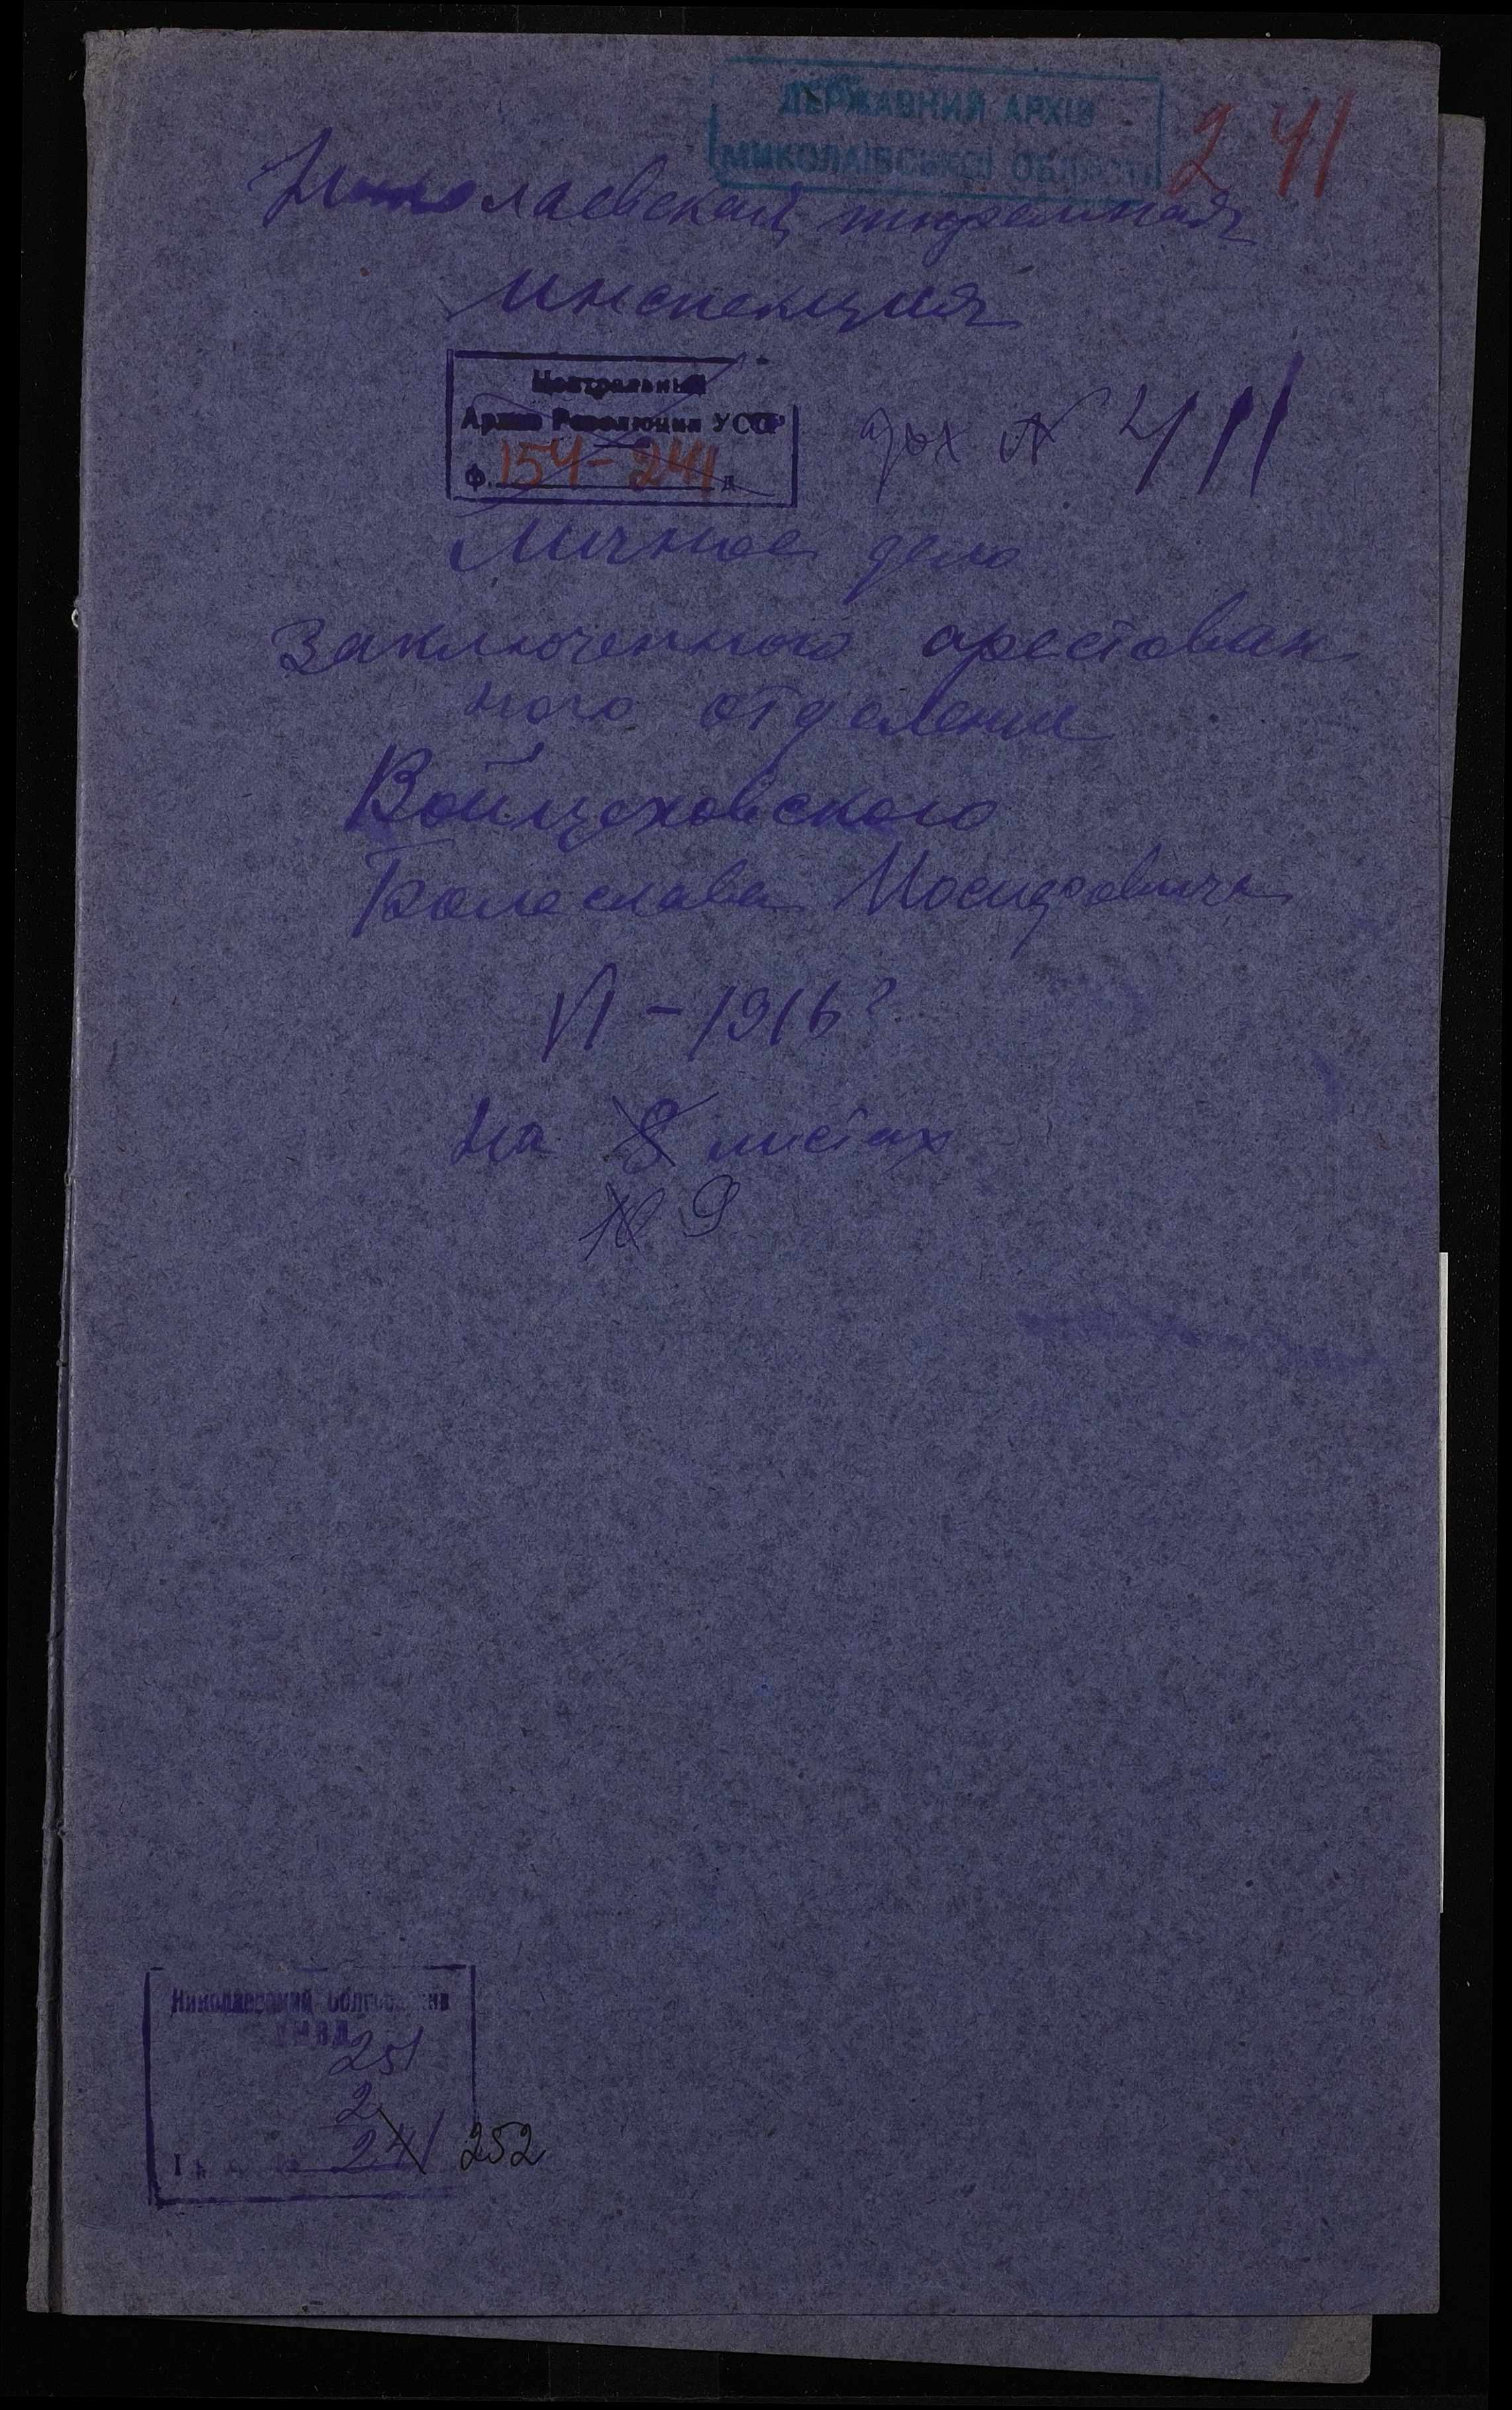 ДЕРЖАВНИЙ АРХІВ
МИКОЛАЇВСЬКОЇ ОБЛАСТІ
241
Николаевская тюремная
инспекция
Центральный
Архив Революции УССР
Ф. 154-241 д
арх № 411
Личное дело
заключенного арестован
ного отделения
Войцеховского
Болеслава Иосифовича
VI - 1916 г.
на 8 листах
10 9
Николаевский Облгосархив
УНКВД
251
2
241 252